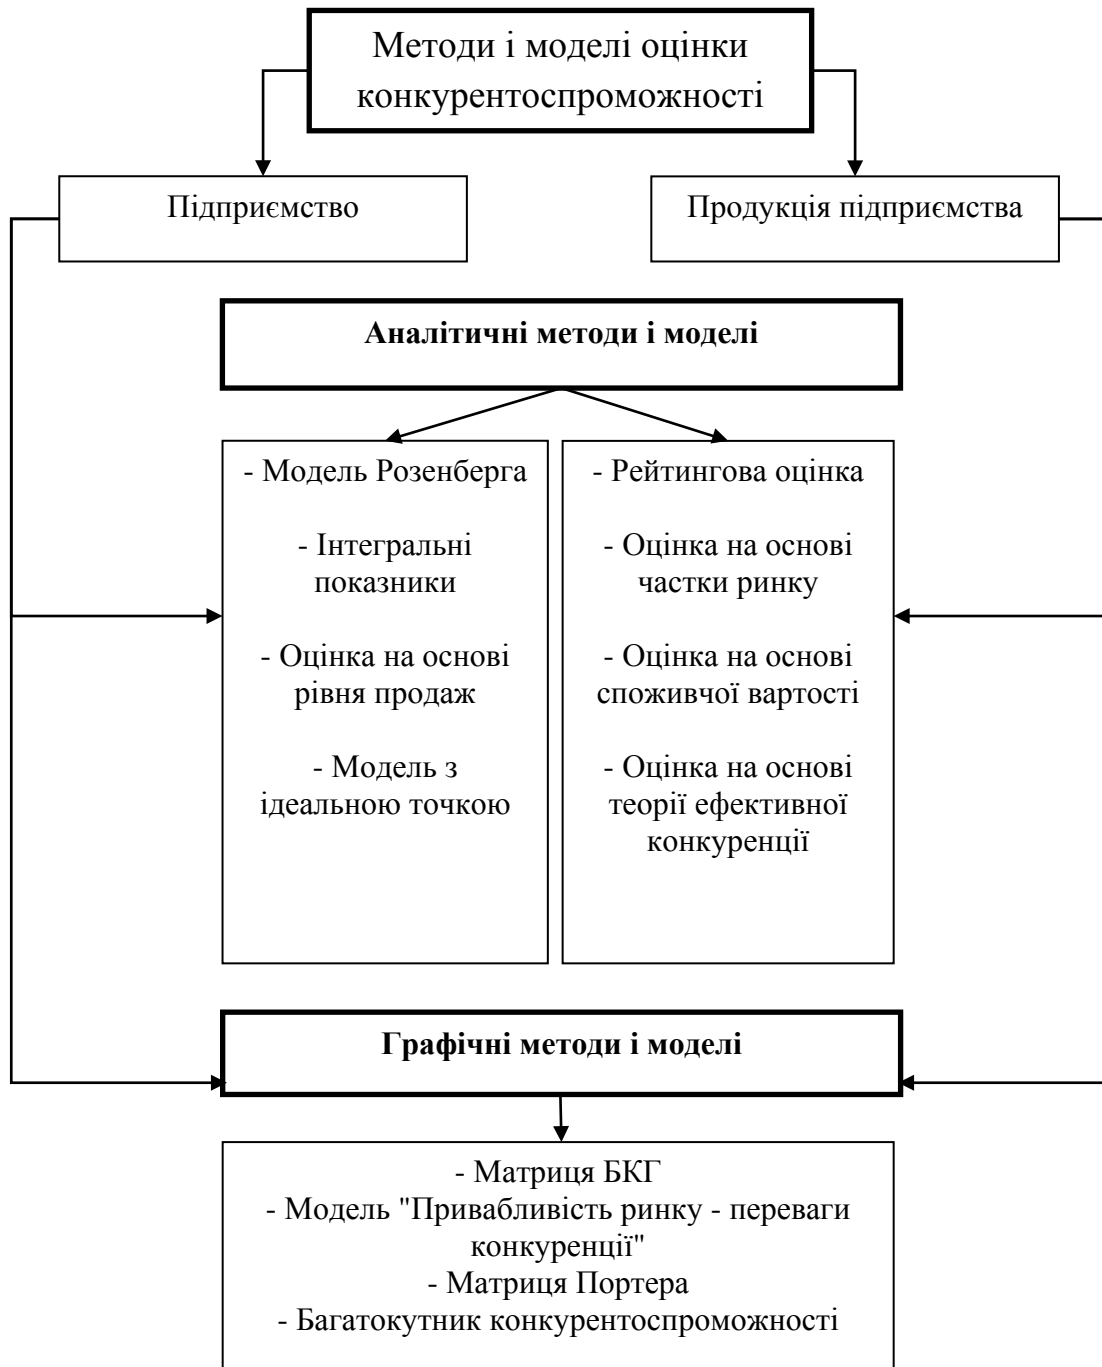 Методи і моделі оцінки
конкурентоспроможності
Підприємство
Продукція підприємства
Аналітичні методи і моделі
- Модель Розенберга
- Інтегральні
показники
- Оцінка на основі
рівня продаж
- Модель з
ідеальною точкою
- Рейтингова оцінка
- Оцінка на основі
частки ринку
- Оцінка на основі
споживчої вартості
- Оцінка на основі
теорії ефективної
конкуренції
Графічні методи і моделі
- Матриця БКГ
- Модель "Привабливість ринку - переваги
конкуренції"
- Матриця Портера
- Багатокутник конкурентоспроможності